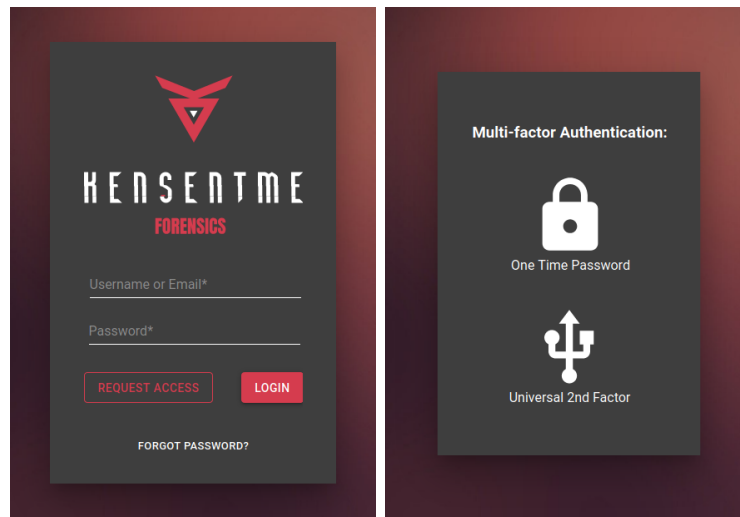 KENSENTME
FORENSICS
Username or Email*
Password*
REQUEST ACCESS
LOGIN
FORGOT PASSWORD?
Multi-factor Authentication:
One Time Password
Universal 2nd Factor